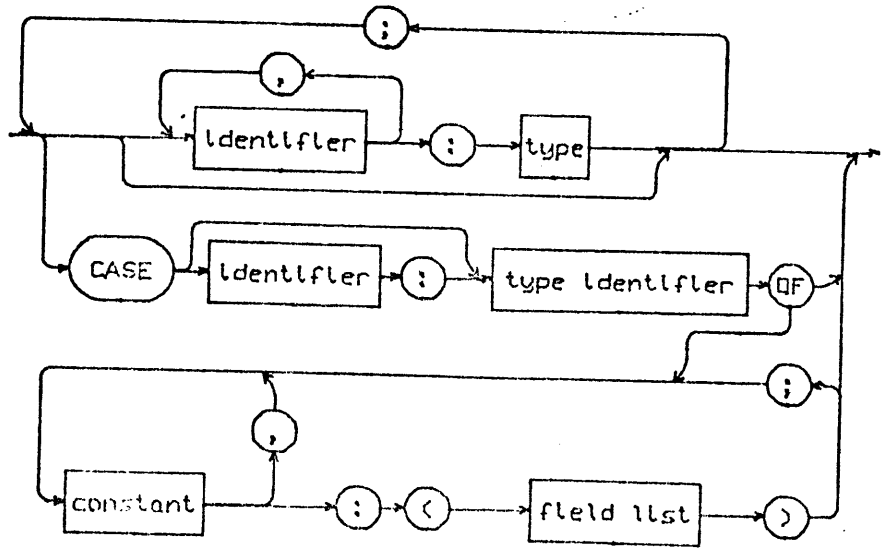 ;
,
identifier : type
CASE identifier : type identifier OF
;
,
constant : ( field list )